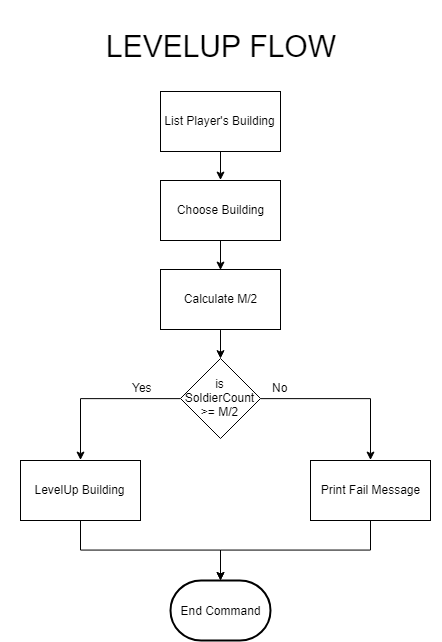 LEVELUP FLOW
List Player's Building
Choose Building
Calculate M/2
Yes
is
SoldierCount
>= M/2
No
LevelUp Building
Print Fail Message
End Command